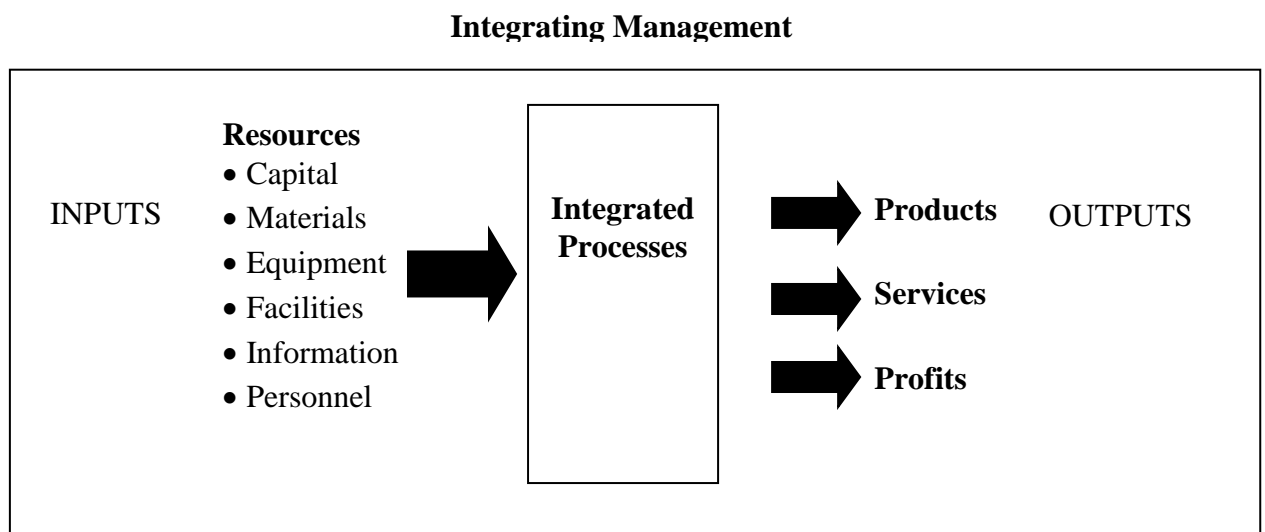 Integrating Management
INPUTS
Resources
• Capital
• Materials
• Equipment
• Facilities
• Information
• Personnel
Integrated
Processes
Products
Services
Profits
OUTPUTS